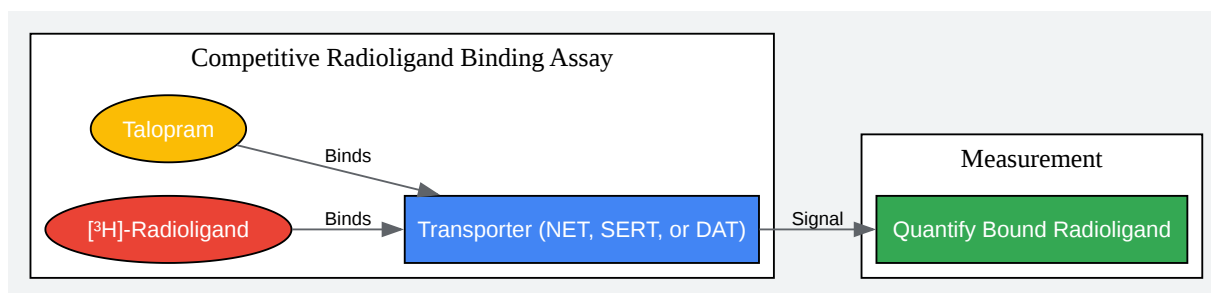 Competitive Radioligand Binding Assay
Talopram
Binds
[³H]-Radioligand
Binds
Transporter (NET, SERT, or DAT)
Signal
Measurement
Quantify Bound Radioligand